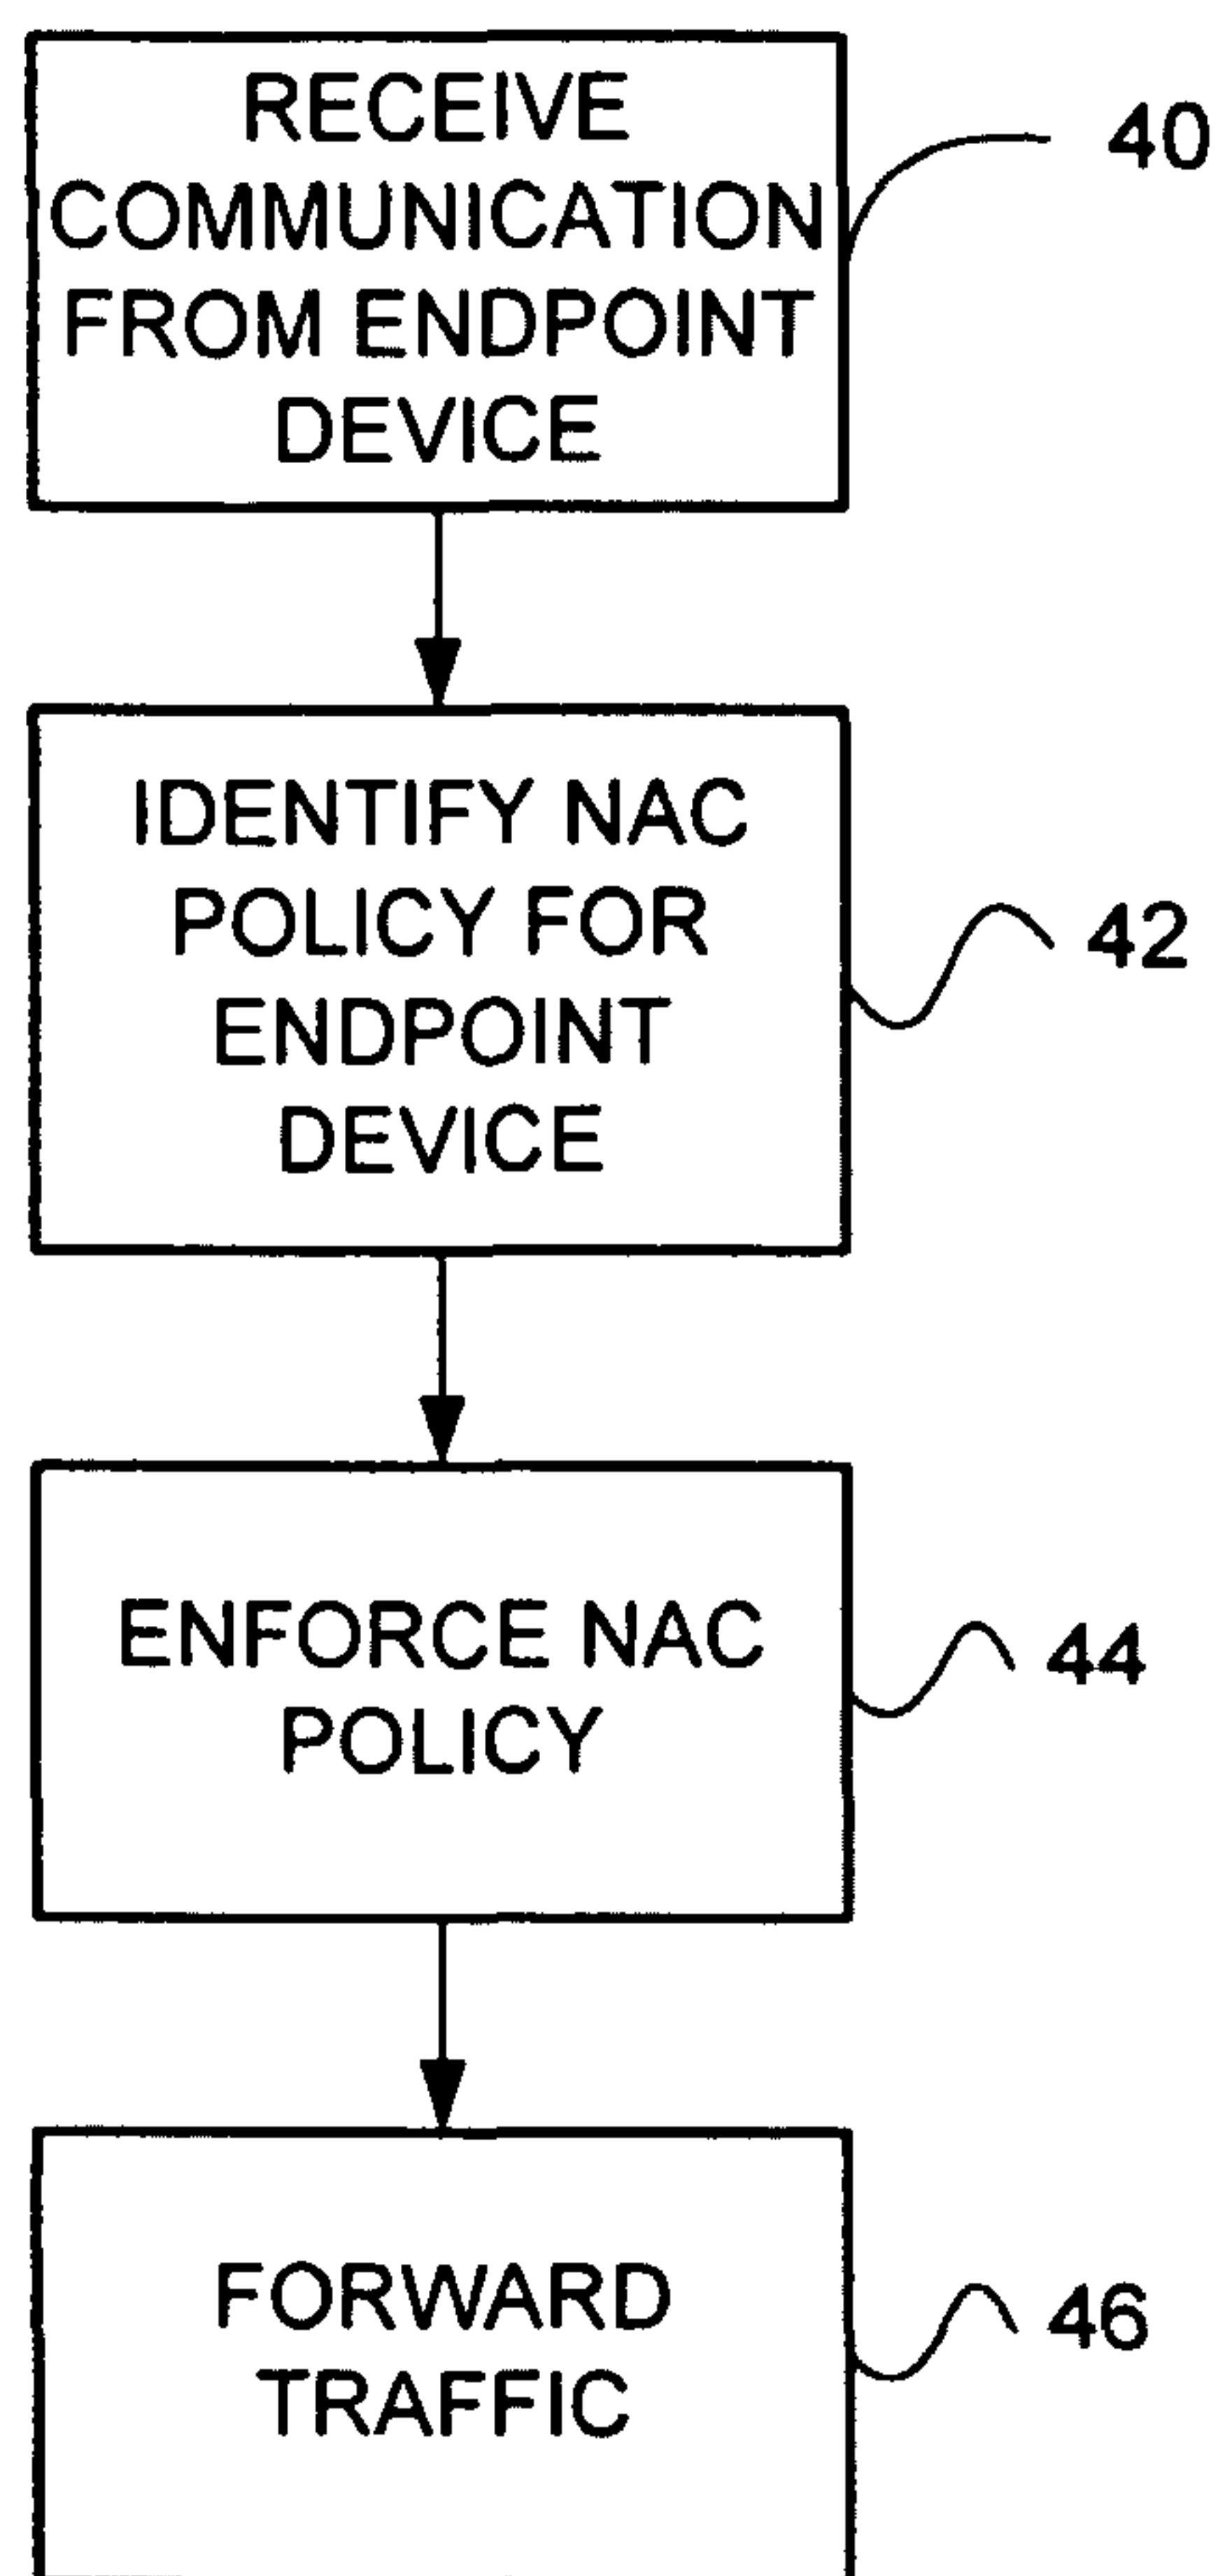 RECEIVE
COMMUNICATION
FROM ENDPOINT
DEVICE
40
IDENTIFY NAC
POLICY FOR
ENDPOINT
DEVICE
42
ENFORCE NAC
POLICY
44
FORWARD
TRAFFIC
46